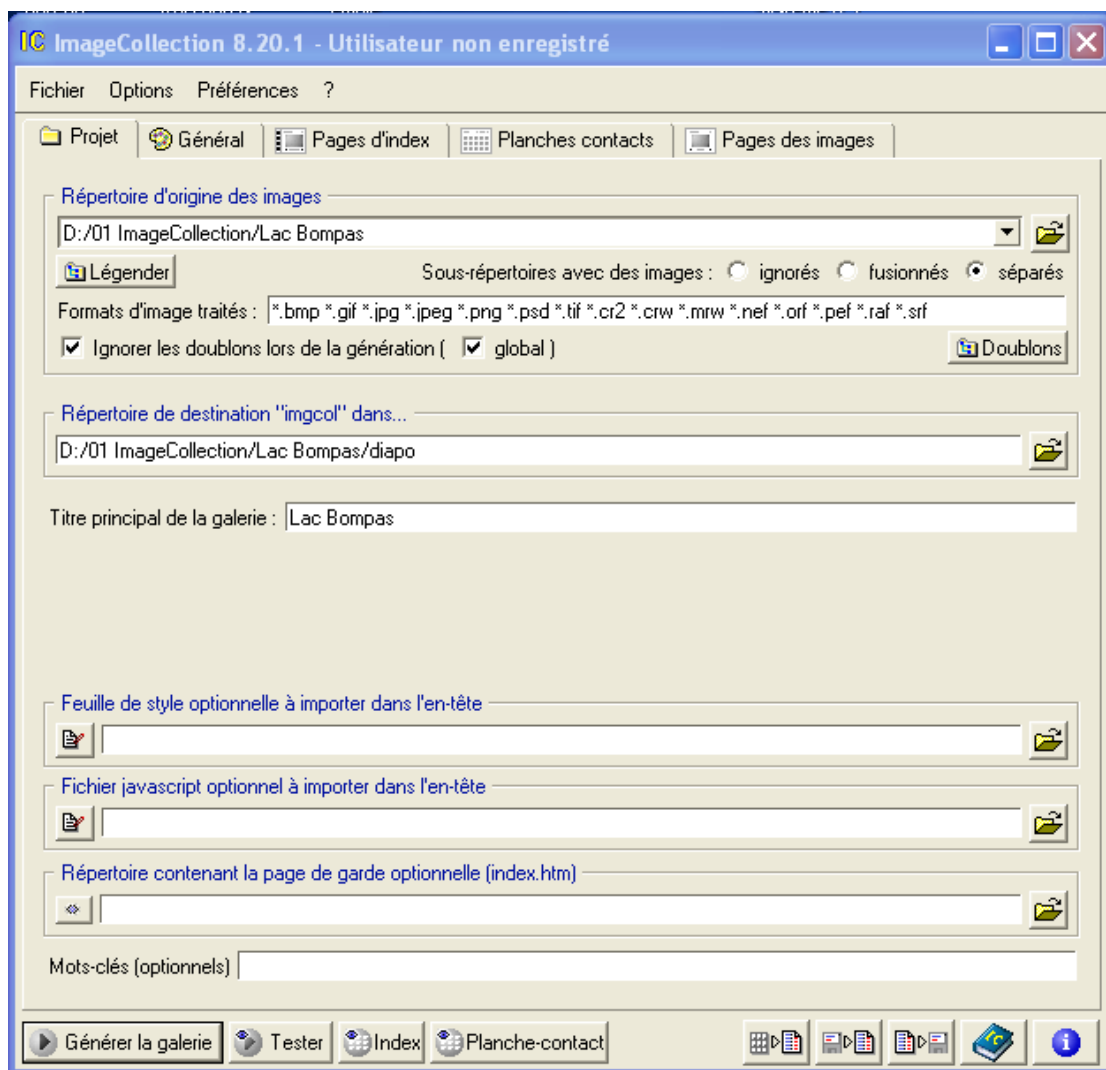 IC ImageCollection 8.20.1 - Utilisateur non enregistré
Fichier Options Préférences ?
Projet Général Pages d'index Planches contacts Pages des images
Répertoire d'origine des images
D:/01 ImageCollection/Lac Bompas
Légender Sous-répertoires avec des images : ignorés fusionnés séparés
Formats d'image traités : *.bmp *.gif *.jpg *.jpeg *.png *.psd *.tif *.cr2 *.crw *.mrw *.nef *.orf *.pef *.raf *.srf
Ignorer les doublons lors de la génération ( global ) Doublons
Répertoire de destination "imgcol" dans...
D:/01 ImageCollection/Lac Bompas/diapo
Titre principal de la galerie : Lac Bompas
Feuille de style optionnelle à importer dans l'en-tête
Fichier javascript optionnel à importer dans l'en-tête
Répertoire contenant la page de garde optionnelle (index.htm)
Mots-clés (optionnels)
Générer la galerie Tester Index Planche-contact